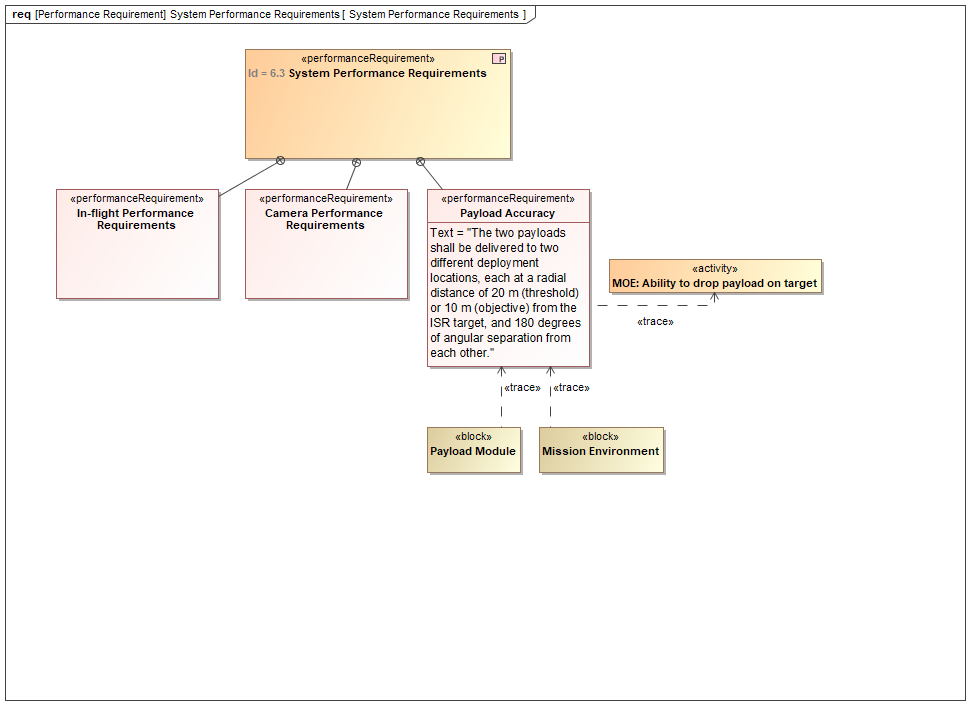 req [Performance Requirement] System Performance Requirements [ System Performance Requirements ]
«performanceRequirement»
P
Id = 6.3 System Performance Requirements
«performanceRequirement»
In-flight Performance
Requirements
«performanceRequirement»
Camera Performance
Requirements
«performanceRequirement»
Payload Accuracy
Text = "The two payloads
shall be delivered to two
different deployment
locations, each at a radial
distance of 20 m (threshold)
or 10 m (objective) from the
ISR target, and 180 degrees
of angular separation from
each other."
«activity»
MOE: Ability to drop payload on target
«trace»
«trace»
«trace»
«block»
Payload Module
«block»
Mission Environment